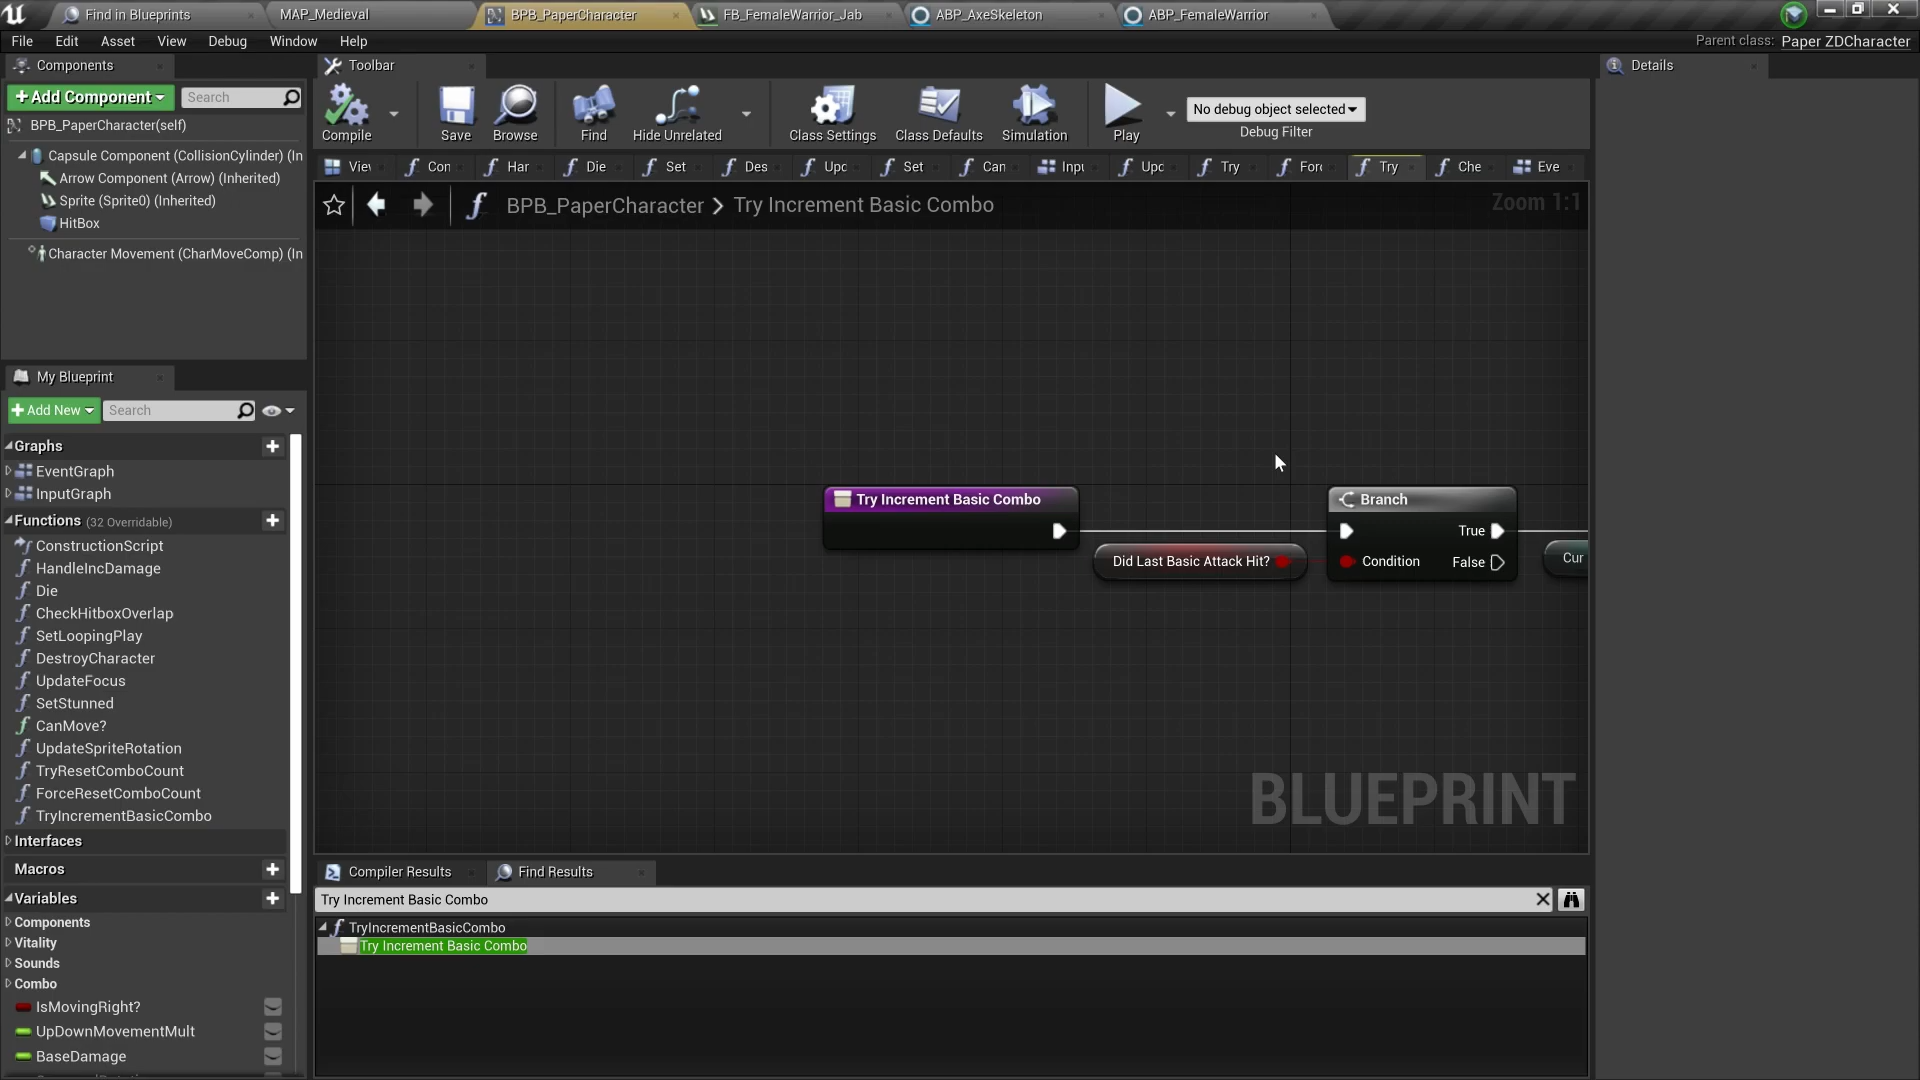 Find in Blueprints
MAP_Medieval
BPB_PaperCharacter
FB_FemaleWarrior_Jab
ABP_AxeSkeleton
ABP_FemaleWarrior
File Edit Asset View Debug Window Help
Parent class: Paper ZDCharacter
Components
Add Component
Search
BPB_PaperCharacter(self)
Capsule Component (CollisionCylinder) (In
Arrow Component (Arrow) (Inherited)
Sprite (Sprite0) (Inherited)
HitBox
Character Movement (CharMoveComp) (In
My Blueprint
Add New
Search
Graphs
EventGraph
InputGraph
Functions (32 Overridable)
ConstructionScript
HandleIncDamage
Die
CheckHitboxOverlap
SetLoopingPlay
DestroyCharacter
UpdateFocus
SetStunned
CanMove?
UpdateSpriteRotation
TryResetComboCount
ForceResetComboCount
TryIncrementBasicCombo
Interfaces
Macros
Variables
Components
Vitality
Sounds
Combo
IsMovingRight?
UpDownMovementMult
BaseDamage
Toolbar
Compile
Save
Browse
Find
Hide Unrelated
Class Settings
Class Defaults
Simulation
Play
No debug object selected
Debug Filter
Viev Con Har Die Set Des Upc Set Can Inpu Upc Try Forc Try Che Eve
BPB_PaperCharacter > Try Increment Basic Combo
Zoom 1:1
Try Increment Basic Combo
Did Last Basic Attack Hit?
Branch
True
Condition
False
Cur
BLUEPRINT
Compiler Results
Find Results
Try Increment Basic Combo
TryIncrementBasicCombo
Try Increment Basic Combo
Details